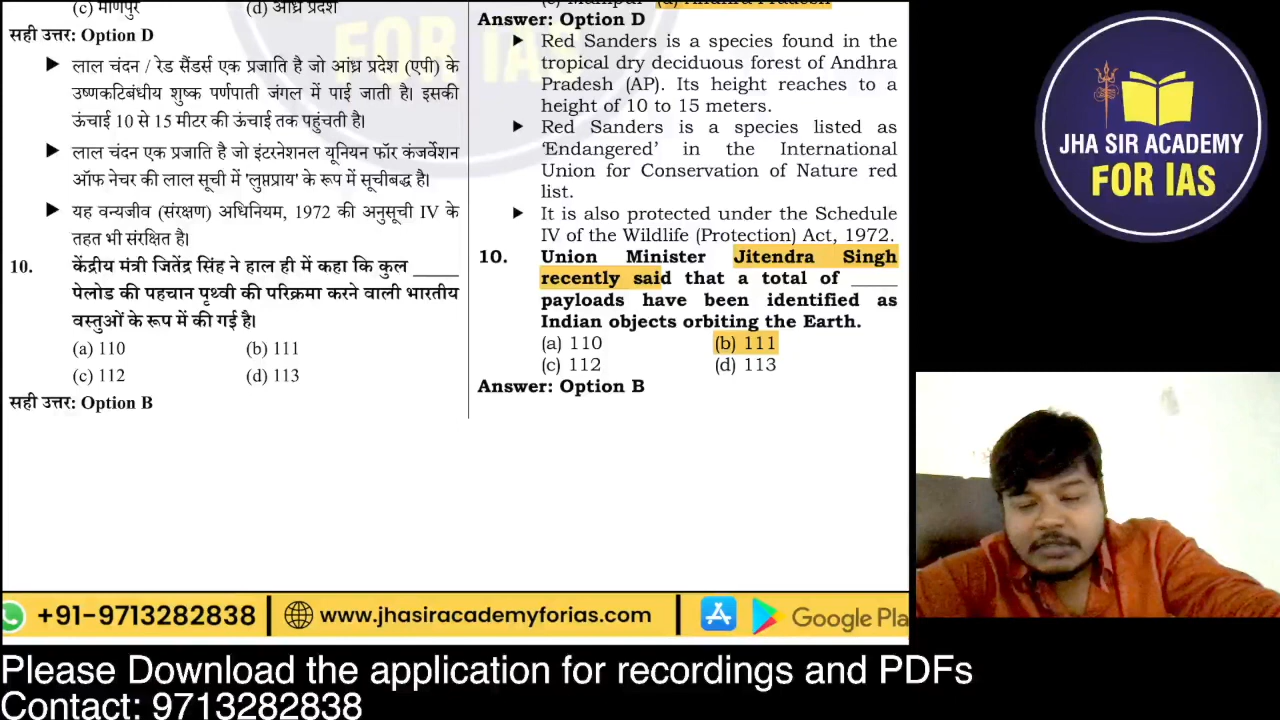 (c) माणपुर (d) आंध्र प्रदेश
सही उत्तर: Option D
► लाल चंदन / रेड सैंडर्स एक प्रजाति है जो आंध्र प्रदेश (एपी) के
उष्णकटिबंधीय शुष्क पर्णपाती जंगल में पाई जाती है। इसकी
ऊंचाई 10 से 15 मीटर की ऊंचाई तक पहुंचती है।
► लाल चंदन एक प्रजाति है जो इंटरनेशनल यूनियन फॉर कंजर्वेशन
ऑफ नेचर की लाल सूची में 'लुप्तप्राय' के रूप में सूचीबद्ध है।
► यह वन्यजीव (संरक्षण) अधिनियम, 1972 की अनुसूची IV के
तहत भी संरक्षित है।
10. केंद्रीय मंत्री जितेंद्र सिंह ने हाल ही में कहा कि कुल _____
पेलोड की पहचान पृथ्वी की परिक्रमा करने वाली भारतीय
वस्तुओं के रूप में की गई है।
(a) 110 (b) 111
(c) 112 (d) 113
सही उत्तर: Option B
(c) Manipur (d) Andhra Pradesh
Answer: Option D
► Red Sanders is a species found in the
tropical dry deciduous forest of Andhra
Pradesh (AP). Its height reaches to a
height of 10 to 15 meters.
► Red Sanders is a species listed as
'Endangered' in the International
Union for Conservation of Nature red
list.
► It is also protected under the Schedule
IV of the Wildlife (Protection) Act, 1972.
10. Union Minister Jitendra Singh
recently said that a total of _____
payloads have been identified as
Indian objects orbiting the Earth.
(a) 110 (b) 111
(c) 112 (d) 113
Answer: Option B
FOR IAS
JHA SIR ACADEMY
FOR IAS
+91-9713282838
www.jhasiracademyforias.com
Google Pla
Please Download the application for recordings and PDFs
Contact: 9713282838